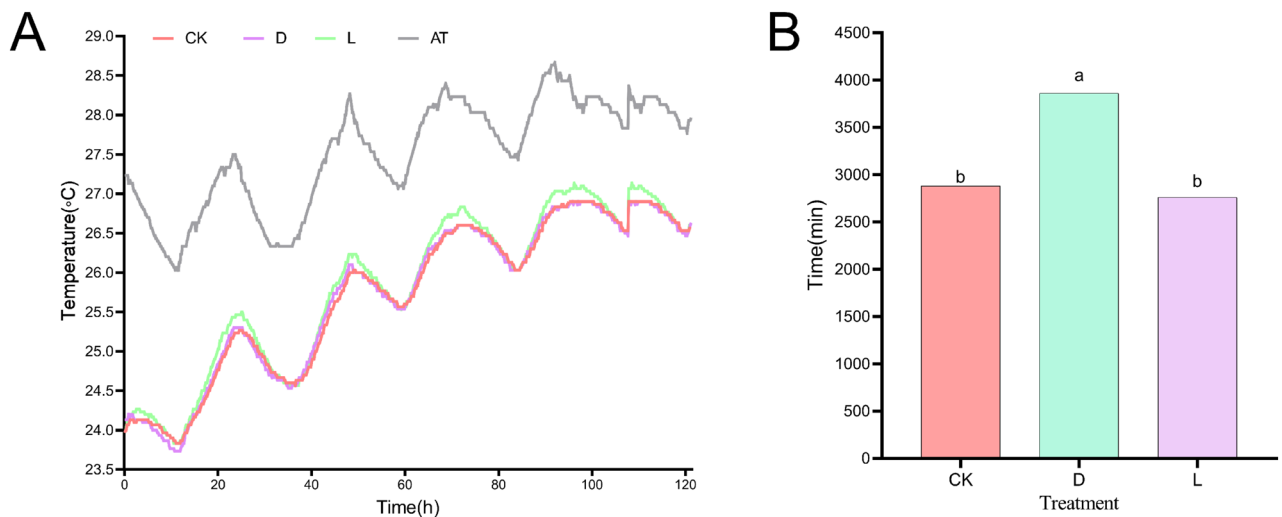 A
CK D L AT
29.0
28.5
28.0
27.5
27.0
26.5
26.0
25.5
25.0
24.5
24.0
23.5
Temperature(°C)
0 20 40 60 80 100 120
Time(h)
B
4500
4000
3500
3000
2500
2000
1500
1000
500
0
Time(min)
b a b
CK D L
Treatment